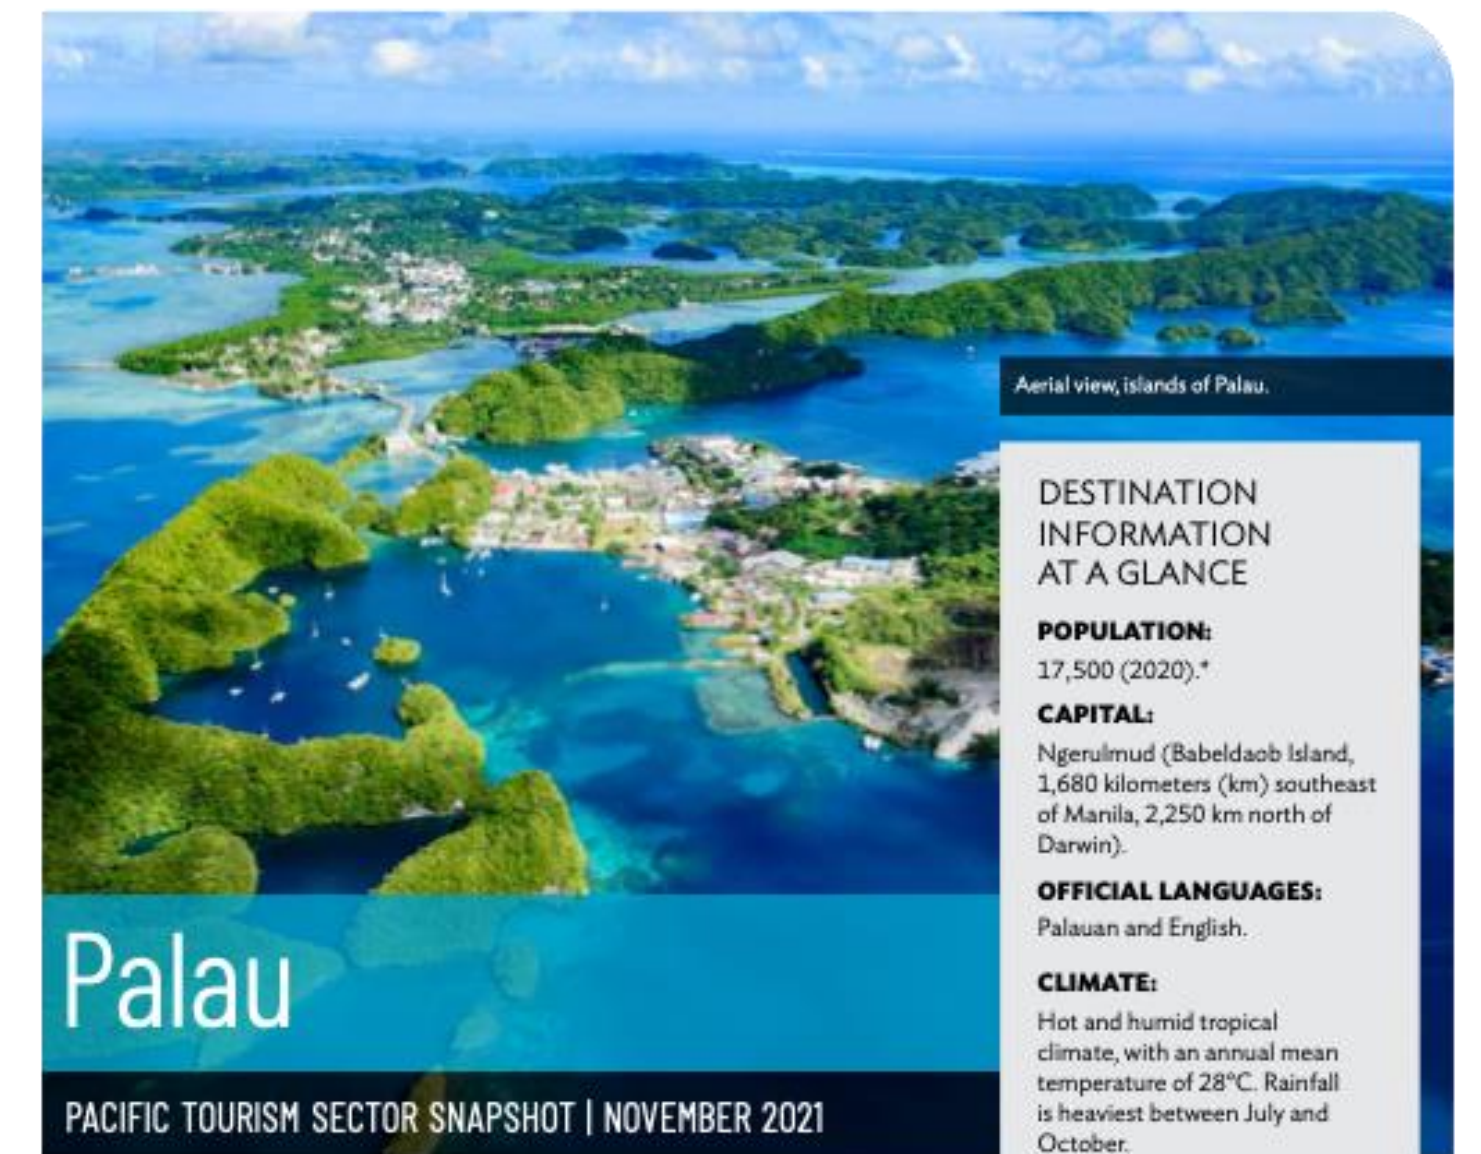 Aerial view, islands of Palau.
DESTINATION
INFORMATION
AT A GLANCE
POPULATION:
17,500 (2020).*
CAPITAL:
Ngerulmud (Babeldaob Island,
1,680 kilometers (km) southeast
of Manila, 2,250 km north of
Darwin).
OFFICIAL LANGUAGES:
Palauan and English.
CLIMATE:
Hot and humid tropical
climate, with an annual mean
temperature of 28°C. Rainfall
is heaviest between July and
October.
Palau
PACIFIC TOURISM SECTOR SNAPSHOT | NOVEMBER 2021